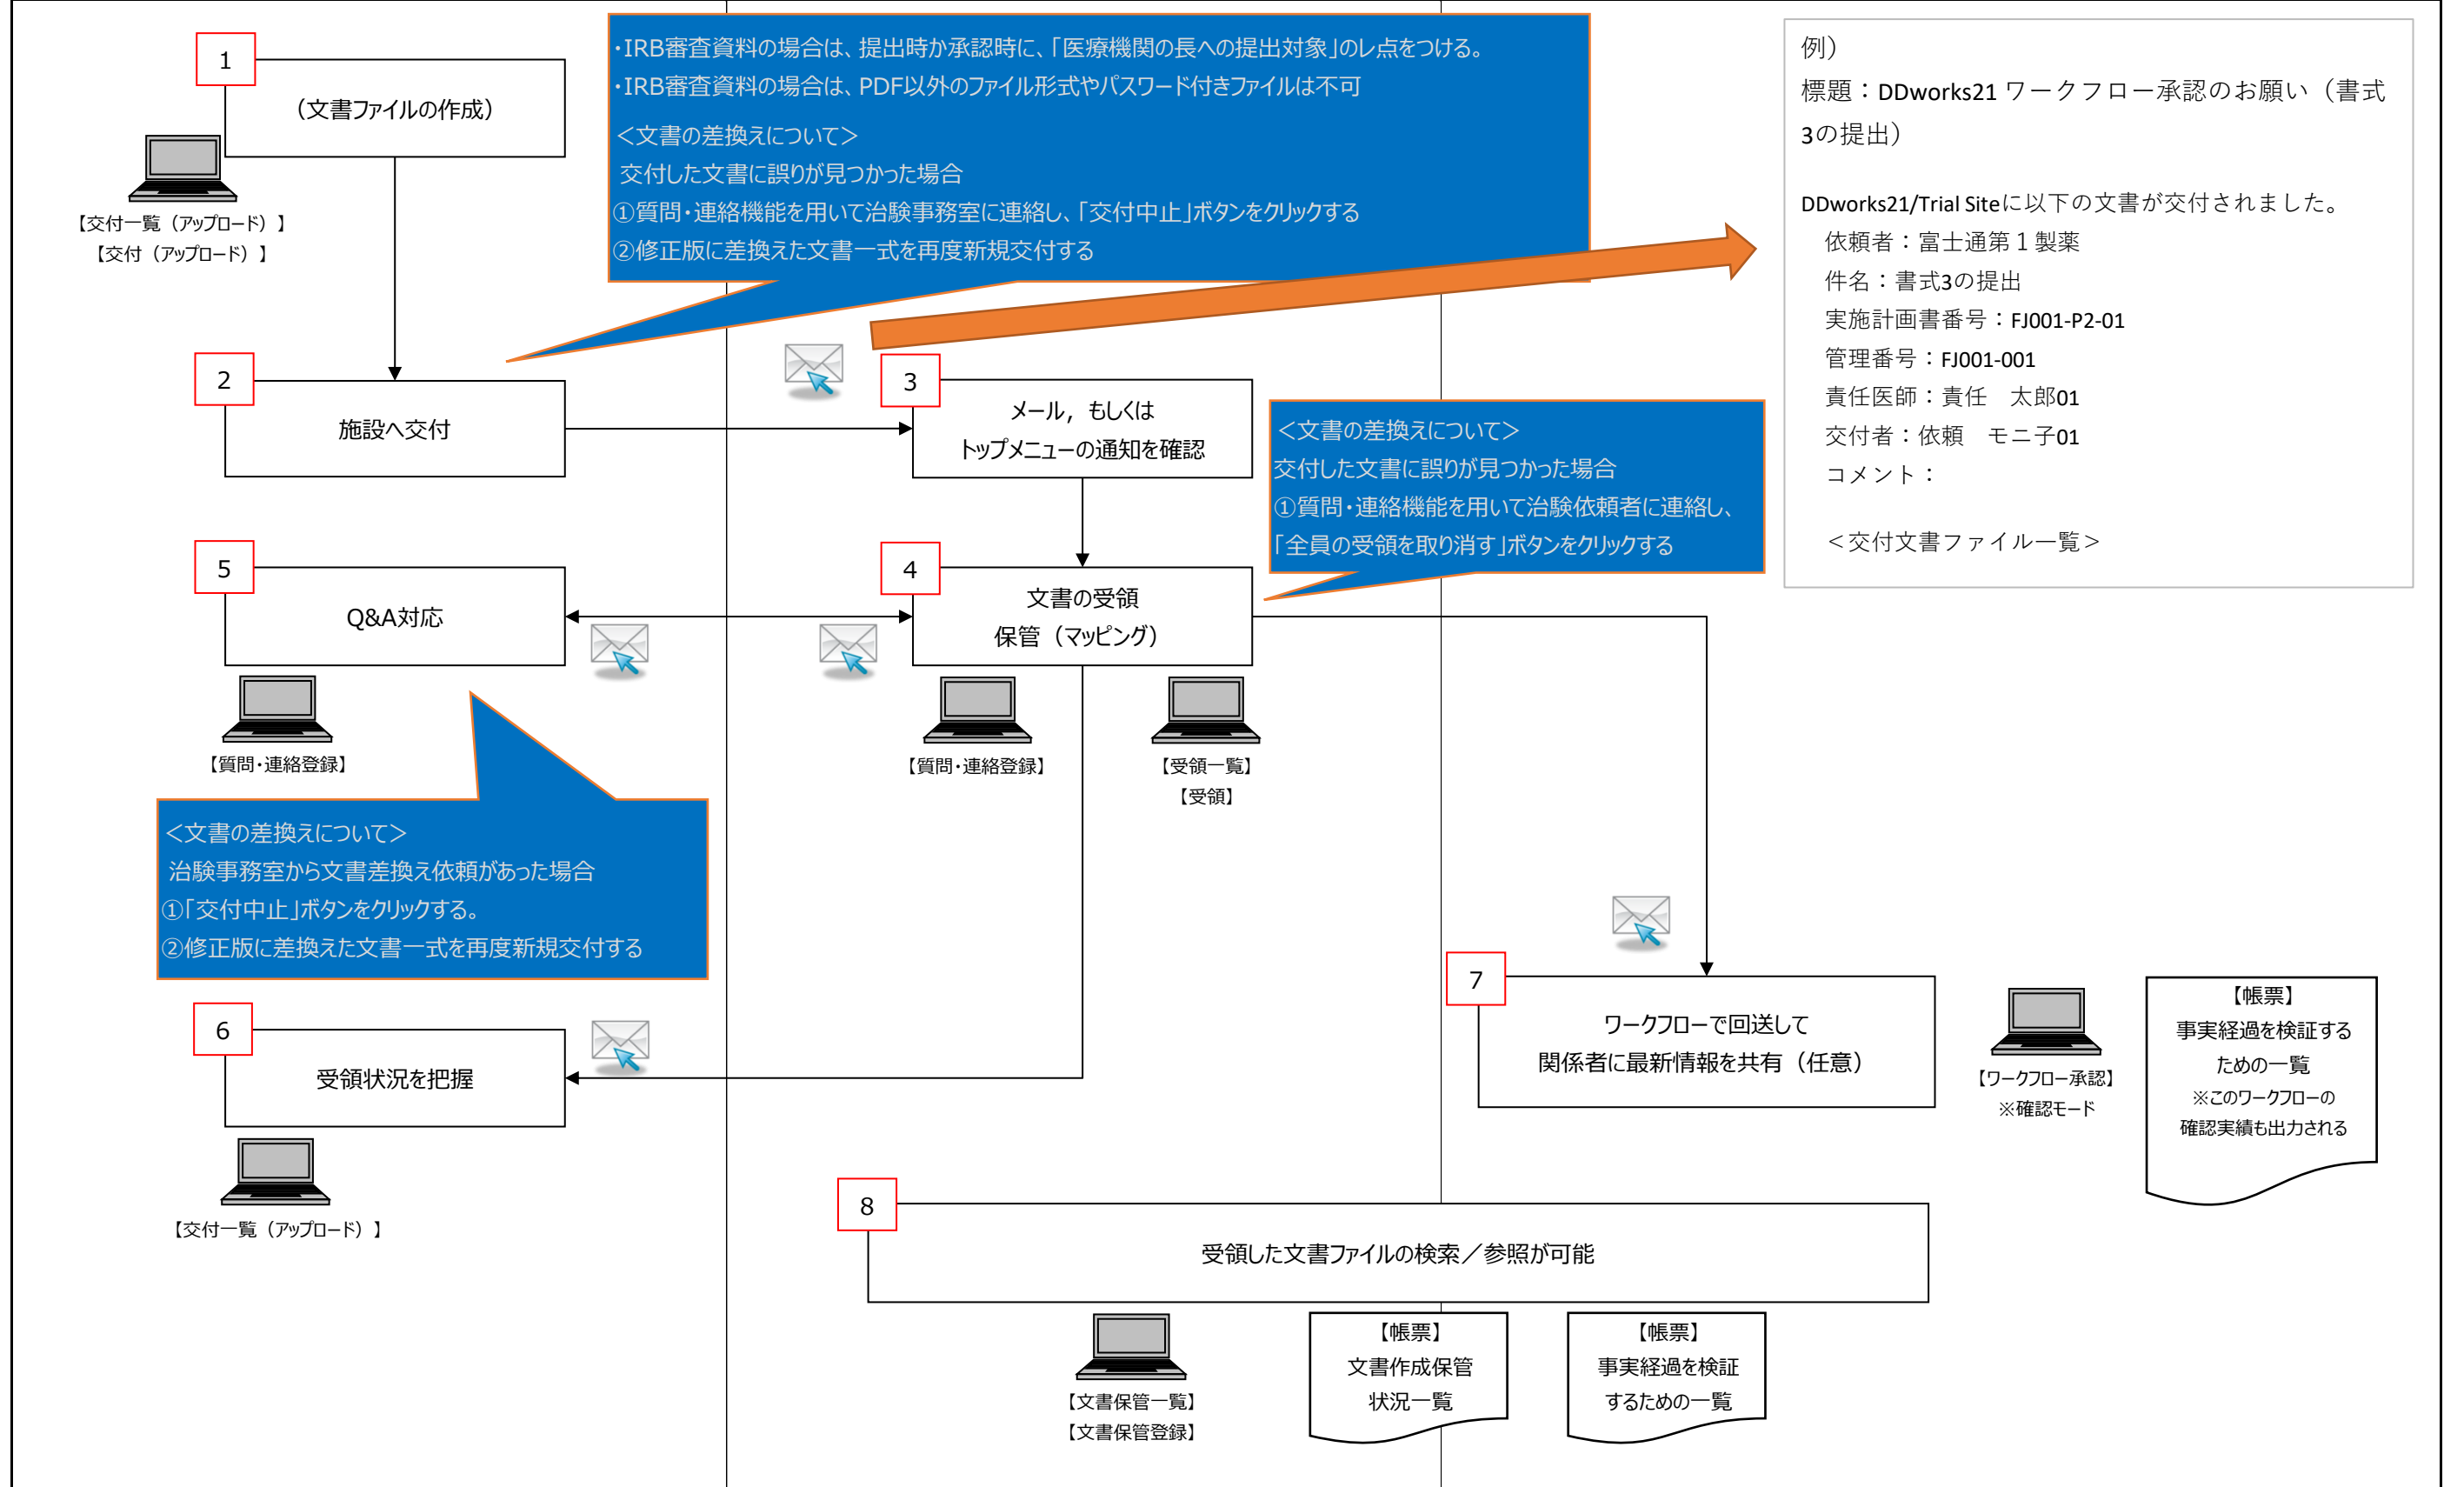 1
（文書ファイルの作成）
【交付一覧（アップロード）】
【交付（アップロード）】
・IRB審査資料の場合は、提出時か承認時に、「医療機関の長への提出対象」のレ点をつける。
・IRB審査資料の場合は、PDF以外のファイル形式やパスワード付きファイルは不可
＜文書の差換えについて＞
交付した文書に誤りが見つかった場合
①質問・連絡機能を用いて治験事務室に連絡し、「交付中止」ボタンをクリックする
②修正版に差換えた文書一式を再度新規交付する
例）
標題：DDworks21 ワークフロー承認のお願い（書式
3の提出）
DDworks21/Trial Siteに以下の文書が交付されました。
依頼者：富士通第１製薬
件名：書式3の提出
実施計画書番号：FJ001-P2-01
管理番号：FJ001-001
責任医師：責任　太郎01
交付者：依頼　モニ子01
コメント：
＜交付文書ファイル一覧＞
2
施設へ交付
3
メール，もしくは
トップメニューの通知を確認
＜文書の差換えについて＞
交付した文書に誤りが見つかった場合
①質問・連絡機能を用いて治験依頼者に連絡し、
「全員の受領を取り消す」ボタンをクリックする
5
Q&A対応
【質問・連絡登録】
4
文書の受領
保管（マッピング）
【質問・連絡登録】
【受領一覧】
【受領】
＜文書の差換えについて＞
治験事務室から文書差換え依頼があった場合
①「交付中止」ボタンをクリックする。
②修正版に差換えた文書一式を再度新規交付する
6
受領状況を把握
【交付一覧（アップロード）】
7
ワークフローで回送して
関係者に最新情報を共有（任意）
【ワークフロー承認】
※確認モード
【帳票】
事実経過を検証する
ための一覧
※このワークフローの
確認実績も出力される
8
受領した文書ファイルの検索／参照が可能
【文書保管一覧】
【文書保管登録】
【帳票】
文書作成保管
状況一覧
【帳票】
事実経過を検証
するための一覧